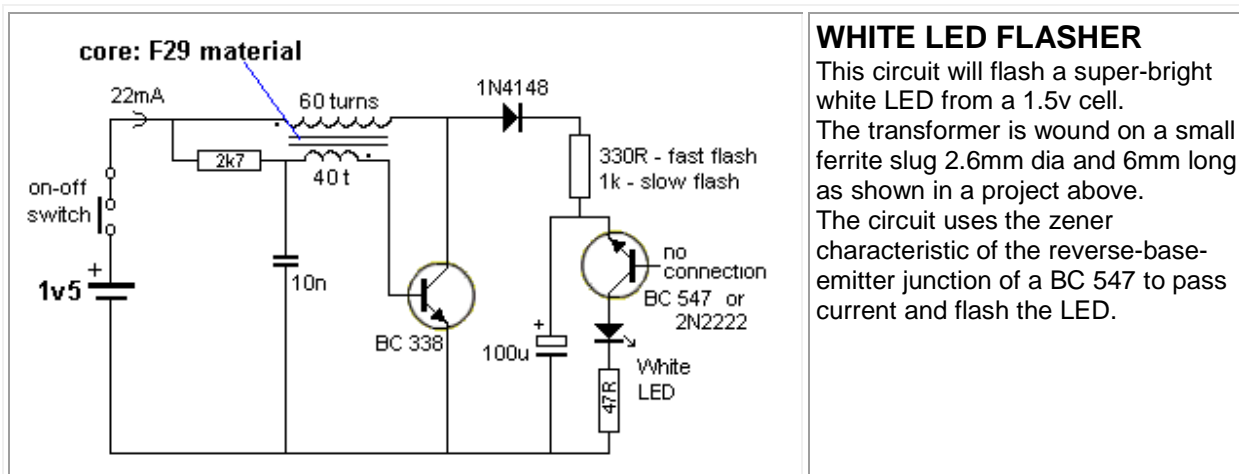 core: F29 material
22mA
60 turns
1N4148
2k7
40 t
330R - fast flash
1k - slow flash
on-off
switch
+
1v5
10n
BC 338
+
100u
no
connection
BC 547 or
2N2222
White
LED
47R
WHITE LED FLASHER
This circuit will flash a super-bright
white LED from a 1.5v cell.
The transformer is wound on a small
ferrite slug 2.6mm dia and 6mm long
as shown in a project above.
The circuit uses the zener
characteristic of the reverse-base-
emitter junction of a BC 547 to pass
current and flash the LED.